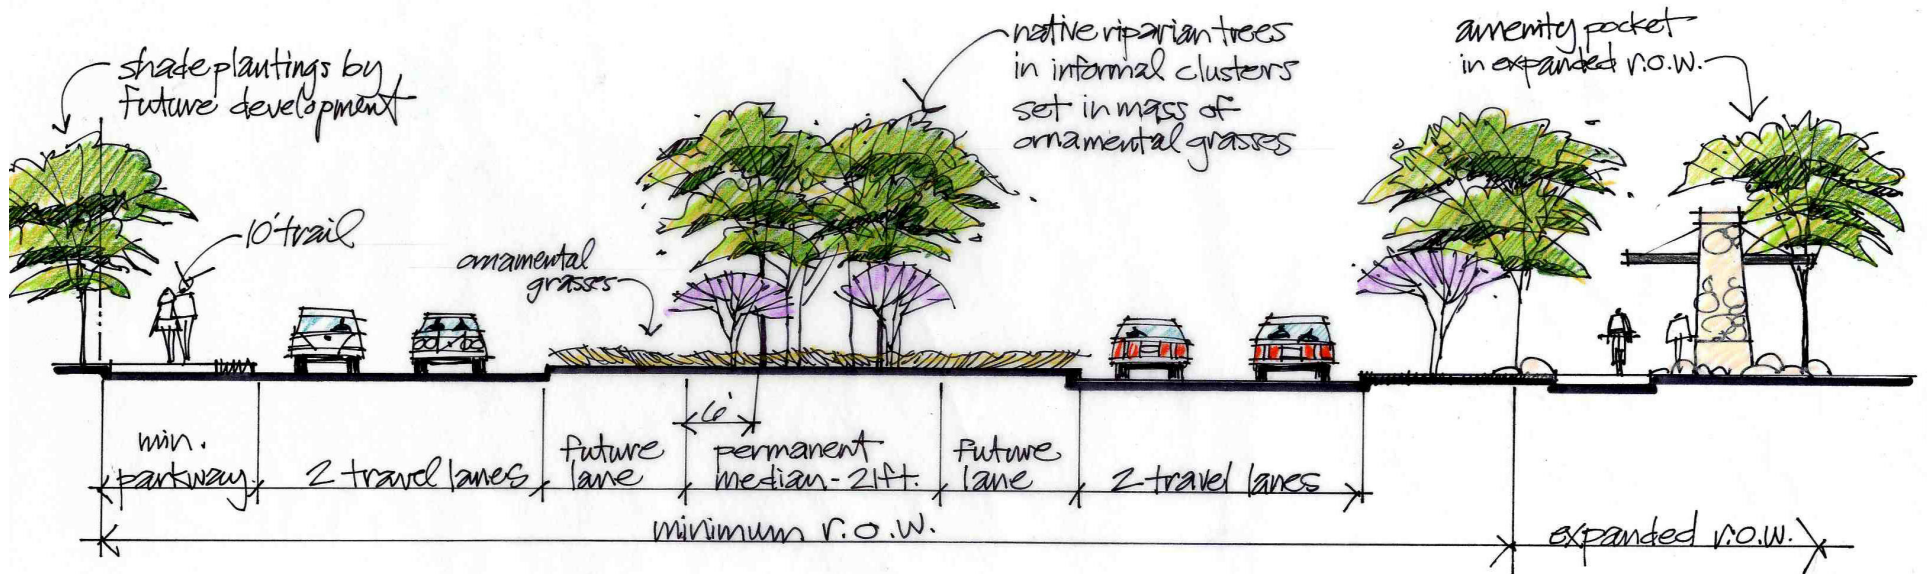 shade plantings by
future development
10' trail
ornamental
grasses
native riparian trees
in informal clusters
set in mass of
ornamental grasses
amenity pocket
in expanded r.o.w.
6'
min.
parkway
2 travel lanes
future
lane
permanent
median - 21ft.
future
lane
2 travel lanes
minimum r.o.w.
expanded r.o.w.